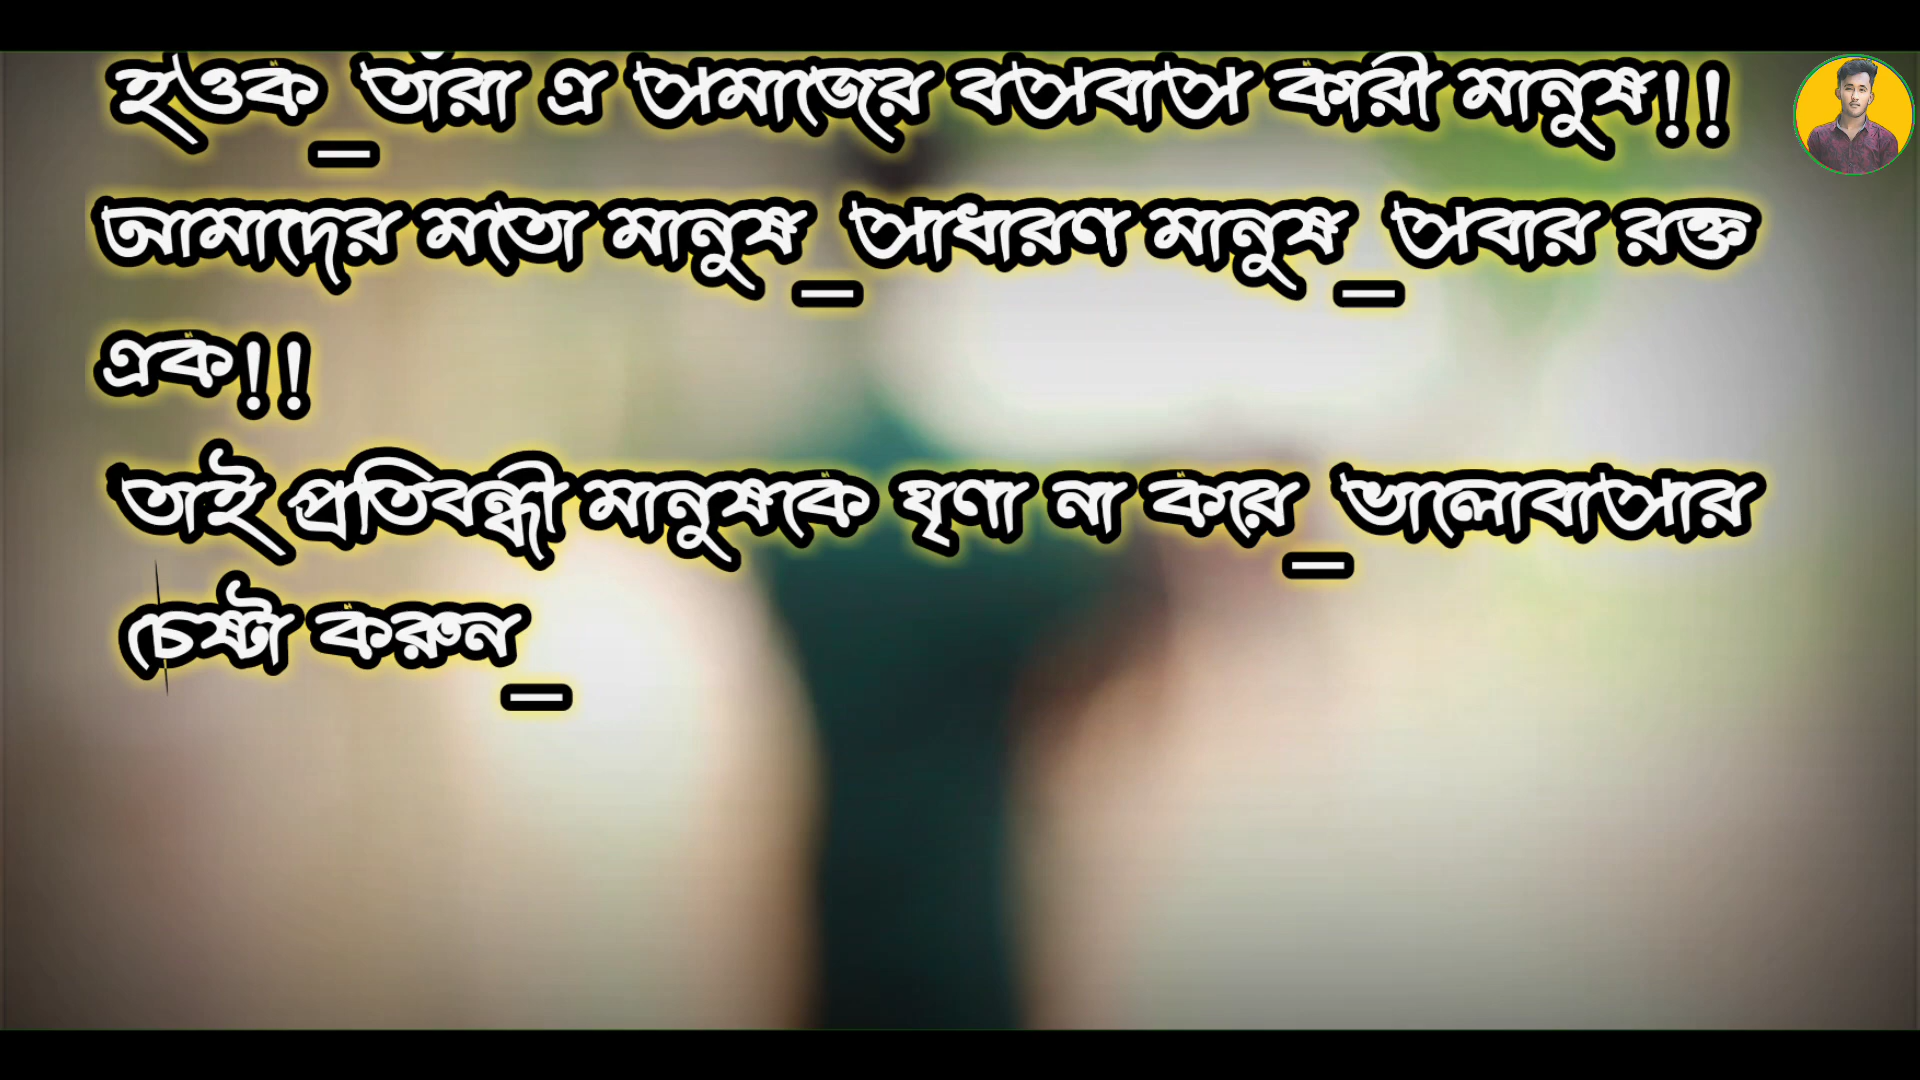 হওক_তাঁরা এ সমাজের বসবাস কারী মানুষ!!
আমাদের মতো মানুষ_সাধারণ মানুষ_সবার রক্ত
এক!!
তাই প্রতিবন্ধী মানুষকে ঘৃণা না করে_ভালোবাসার
চেষ্টা করুন_